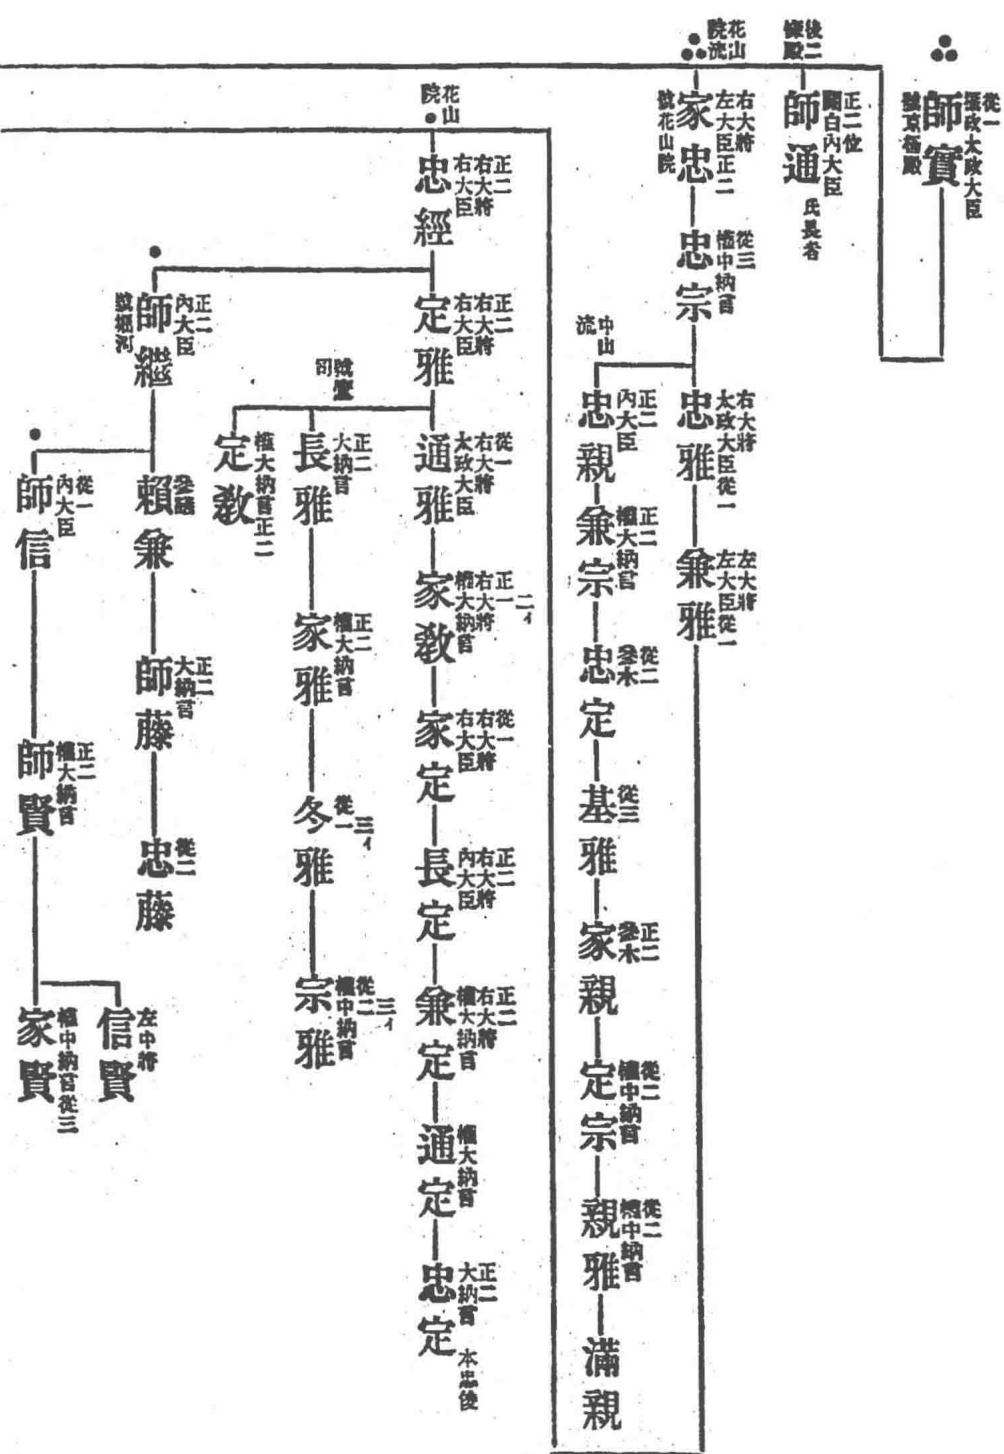 師實
從一
攝政太政大臣
號京極殿
後二
條殿
師通
正二位
關白內大臣
氏長者
花山
院流
家忠
右大將
左大臣正二
號花山院
忠宗
從三
權中納言
忠雅
右大將
太政大臣從一
兼雅
左大將
左大臣從一
中山
流
忠親
正二
內大臣
兼宗
正二
權大納言
忠定
從二
參木
基雅
從三
家親
正二
參木
定宗
從二
權中納言
親雅
從二
權中納言
滿親
花山
院
忠經
正二
右大將
右大臣
定雅
正二
右大將
右大臣
通雅
從一
右大將
太政大臣
家教
正一
二イ
右大將
權大納言
家定
從一
右大將
右大臣
長定
正二
右大將
內大臣
兼定
正二
右大將
權大納言
通定
權大納言
忠定
正二
大納言
本忠俊
號鷹
司
長雅
正二
大納言
家雅
正二
權大納言
冬雅
從一
三イ
宗雅
從二
三イ
權中納言
定教
權大納言正二
師繼
正二
內大臣
號堀河
賴兼
參議
師藤
正二
大納言
忠藤
從二
師信
從一
內大臣
師賢
正二
權大納言
信賢
左中將
家賢
權中納言從三